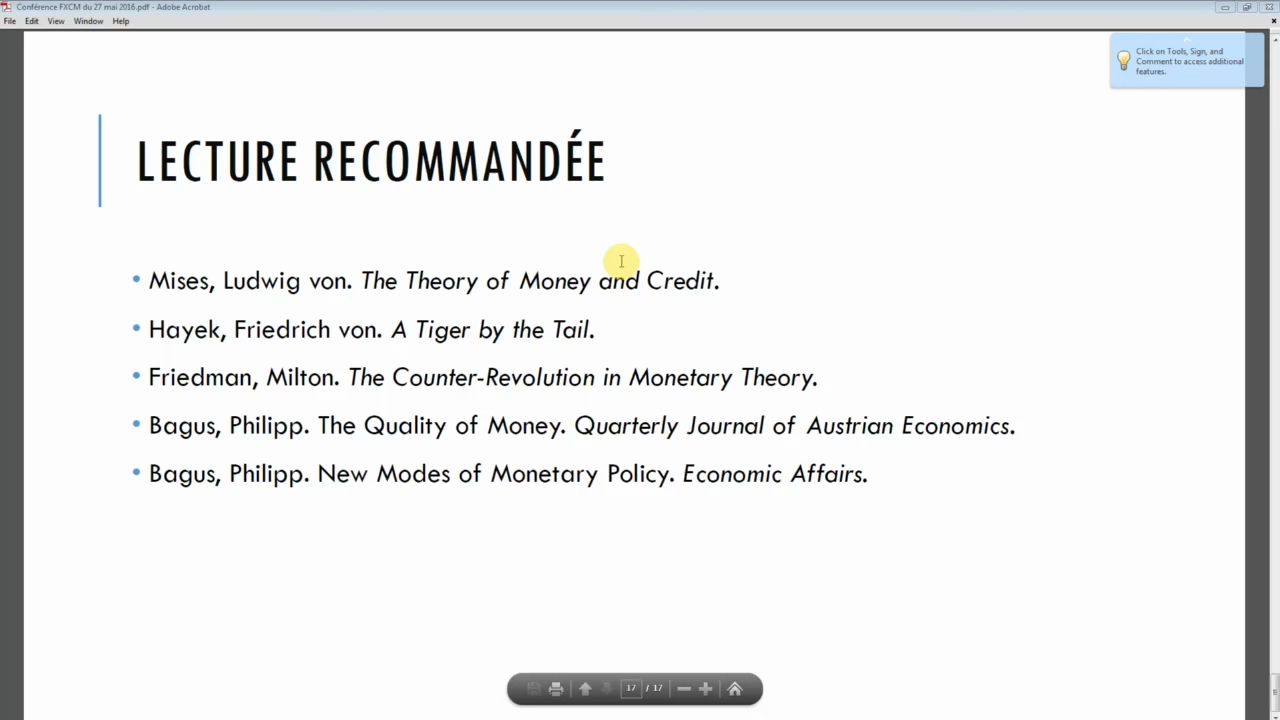 Conférence FXCM du 27 mai 2016.pdf - Adobe Acrobat
File Edit View Window Help
Click on Tools, Sign, and
Comment to access additional
features.
LECTURE RECOMMANDÉE
• Mises, Ludwig von. The Theory of Money and Credit.
• Hayek, Friedrich von. A Tiger by the Tail.
• Friedman, Milton. The Counter-Revolution in Monetary Theory.
• Bagus, Philipp. The Quality of Money. Quarterly Journal of Austrian Economics.
• Bagus, Philipp. New Modes of Monetary Policy. Economic Affairs.
17 / 17